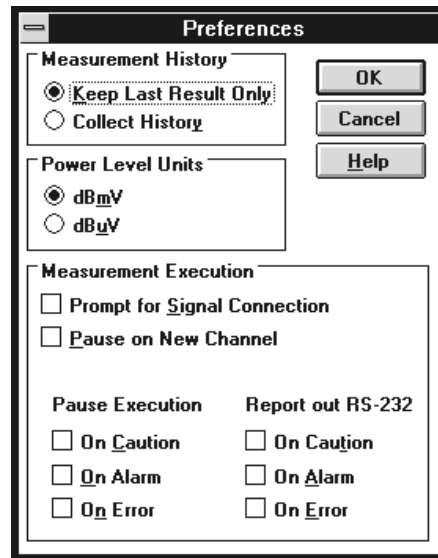 Preferences
Measurement History
Keep Last Result Only
Collect History
OK
Cancel
Help
Power Level Units
dBmV
dBuV
Measurement Execution
Prompt for Signal Connection
Pause on New Channel
Pause Execution
On Caution
On Alarm
On Error
Report out RS-232
On Caution
On Alarm
On Error